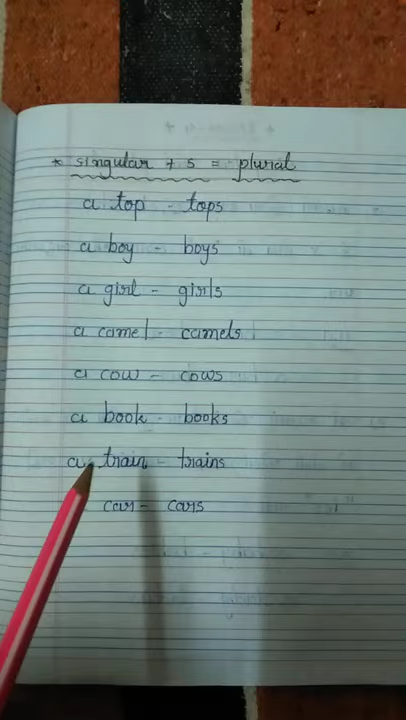 * singular + s = plural
a top - tops
a boy - boys
a girl - girls
a camel - camels
a cow - cows
a book - books
a train - trains
car - cars